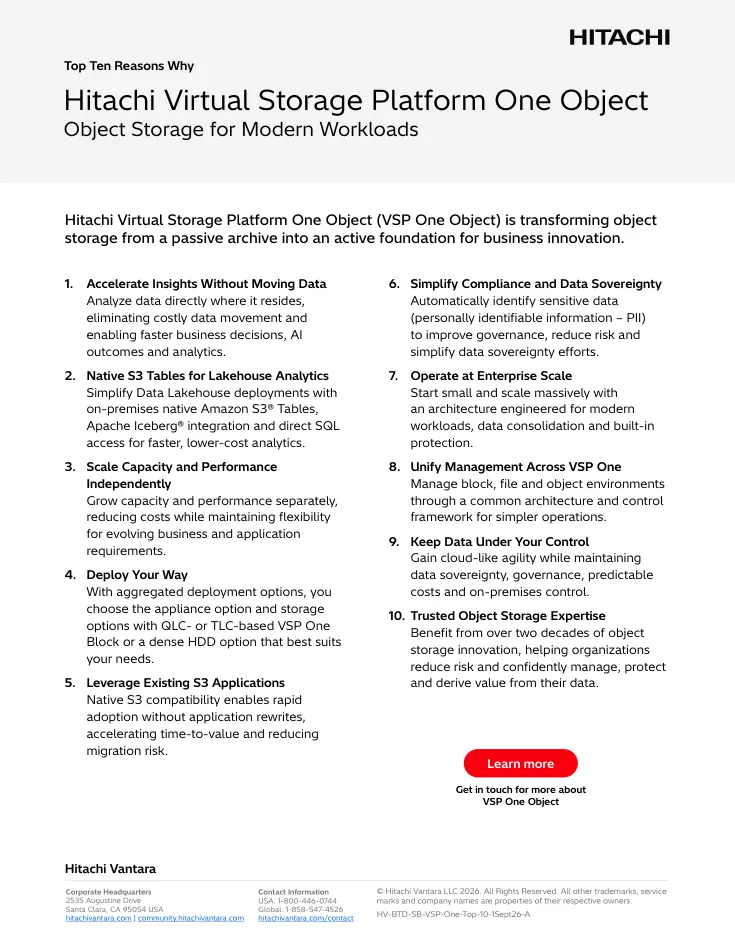 HITACHI
Top Ten Reasons Why
Hitachi Virtual Storage Platform One Object
Object Storage for Modern Workloads
Hitachi Virtual Storage Platform One Object (VSP One Object) is transforming object
storage from a passive archive into an active foundation for business innovation.
1. Accelerate Insights Without Moving Data
Analyze data directly where it resides,
eliminating costly data movement and
enabling faster business decisions, AI
outcomes and analytics.
2. Native S3 Tables for Lakehouse Analytics
Simplify Data Lakehouse deployments with
on-premises native Amazon S3® Tables,
Apache Iceberg® integration and direct SQL
access for faster, lower-cost analytics.
3. Scale Capacity and Performance
Independently
Grow capacity and performance separately,
reducing costs while maintaining flexibility
for evolving business and application
requirements.
4. Deploy Your Way
With aggregated deployment options, you
choose the appliance option and storage
options with QLC- or TLC-based VSP One
Block or a dense HDD option that best suits
your needs.
5. Leverage Existing S3 Applications
Native S3 compatibility enables rapid
adoption without application rewrites,
accelerating time-to-value and reducing
migration risk.
6. Simplify Compliance and Data Sovereignty
Automatically identify sensitive data
(personally identifiable information – PII)
to improve governance, reduce risk and
simplify data sovereignty efforts.
7. Operate at Enterprise Scale
Start small and scale massively with
an architecture engineered for modern
workloads, data consolidation and built-in
protection.
8. Unify Management Across VSP One
Manage block, file and object environments
through a common architecture and control
framework for simpler operations.
9. Keep Data Under Your Control
Gain cloud-like agility while maintaining
data sovereignty, governance, predictable
costs and on-premises control.
10. Trusted Object Storage Expertise
Benefit from over two decades of object
storage innovation, helping organizations
reduce risk and confidently manage, protect
and derive value from their data.
Learn more
Get in touch for more about
VSP One Object
Hitachi Vantara
Corporate Headquarters
2535 Augustine Drive
Santa Clara, CA 95054 USA
hitachivantara.com | community.hitachivantara.com
Contact Information
USA: 1-800-446-0744
Global: 1-858-547-4526
hitachivantara.com/contact
© Hitachi Vantara LLC 2026. All Rights Reserved. All other trademarks, service
marks and company names are properties of their respective owners.
HV-BTD-SB-VSP-One-Top-10-1Sept26-A